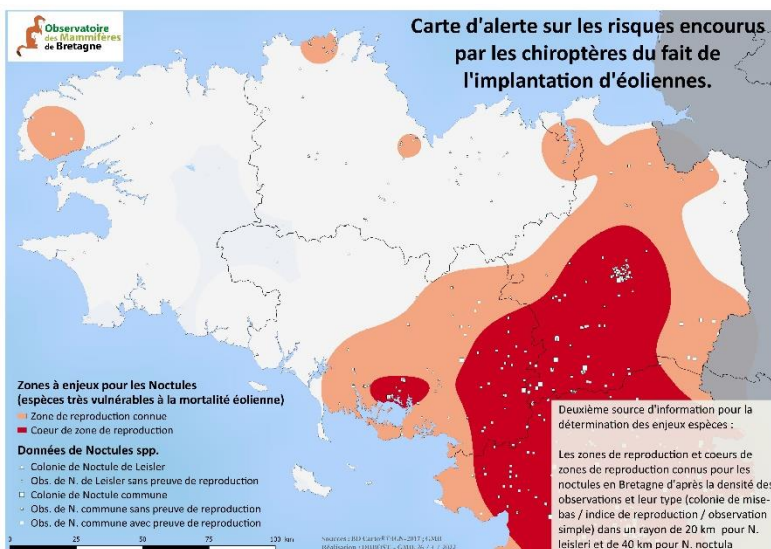 Observatoire
des Mammifères
de Bretagne
Carte d'alerte sur les risques encourus
par les chiroptères du fait de
l'implantation d'éoliennes.
Zones à enjeux pour les Noctules
(espèces très vulnérables à la mortalité éolienne)
Zone de reproduction connue
Coeur de zone de reproduction
Données de Noctules spp.
Colonie de Noctule de Leisler
Obs. de N. de Leisler sans preuve de reproduction
Colonie de Noctule commune
Obs. de N. commune sans preuve de reproduction
Obs. de N. commune avec preuve de reproduction
Deuxième source d'information pour la
détermination des enjeux espèces :
Les zones de reproduction et coeurs de
zones de reproduction connus pour les
noctules en Bretagne d'après la densité des
observations et leur type (colonie de mise-
bas / indice de reproduction / observation
simple) dans un rayon de 20 km pour N.
leisleri et de 40 km pour N. noctula
100 km